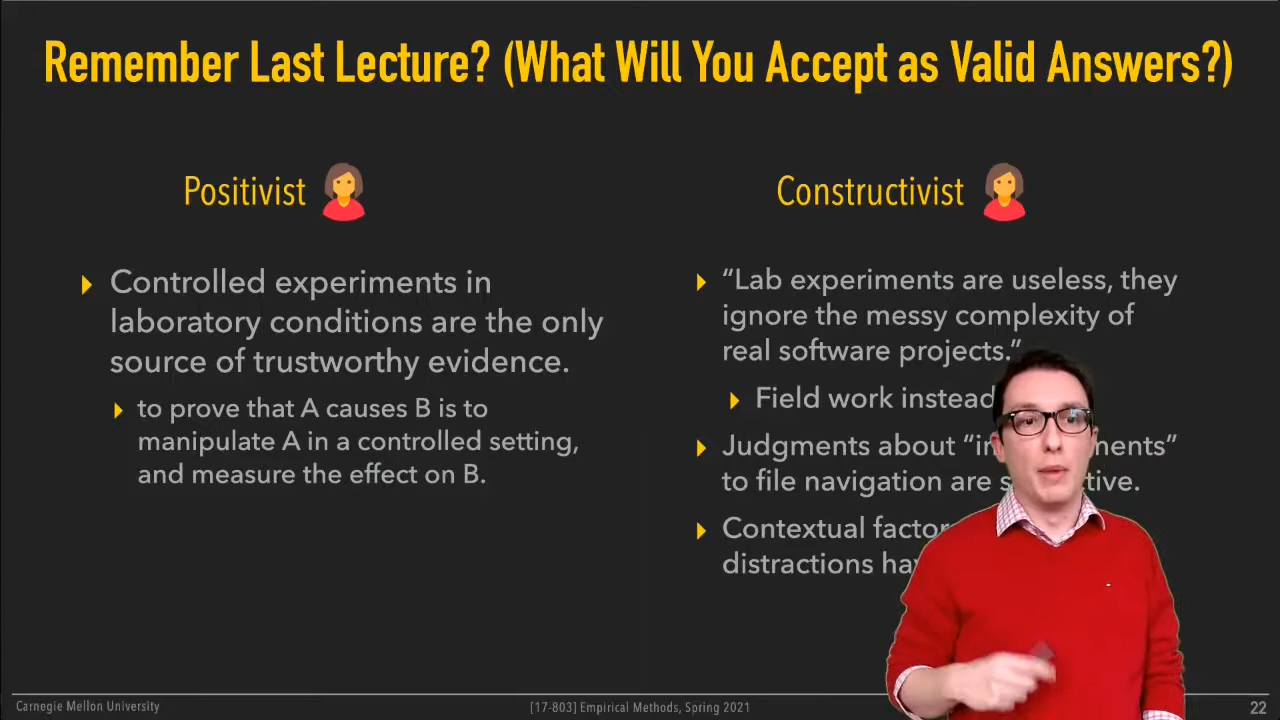 Remember Last Lecture? (What Will You Accept as Valid Answers?)
Positivist
Controlled experiments in
laboratory conditions are the only
source of trustworthy evidence.
to prove that A causes B is to
manipulate A in a controlled setting,
and measure the effect on B.
Constructivist
“Lab experiments are useless, they
ignore the messy complexity of
real software projects.”
Field work instead
Judgments about
to file navigation are
Contextual
distractions
Carnegie Mellon University
[17-803] Empirical Methods, Spring 2021
22